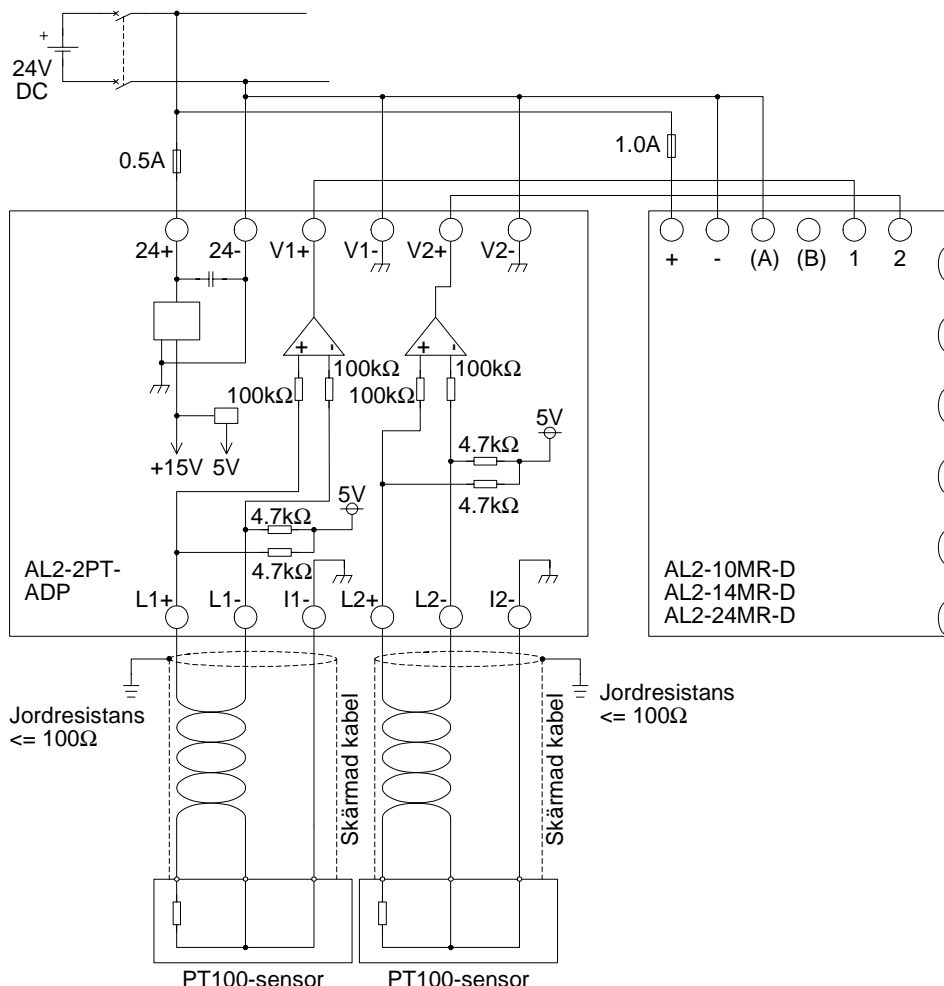 +
24V
DC
0.5A
1.0A
24+ 24- V1+ V1- V2+ V2-
+ - (A) (B) 1 2
+ - + -
100kΩ 100kΩ
100kΩ 100kΩ
5V
4.7kΩ
+15V 5V
5V
4.7kΩ
4.7kΩ
4.7kΩ
AL2-2PT-
ADP
AL2-10MR-D
AL2-14MR-D
AL2-24MR-D
L1+ L1- I1- L2+ L2- I2-
Jordresistans
<= 100Ω
Skärmad kabel
Skärmad kabel
Jordresistans
<= 100Ω
PT100-sensor PT100-sensor